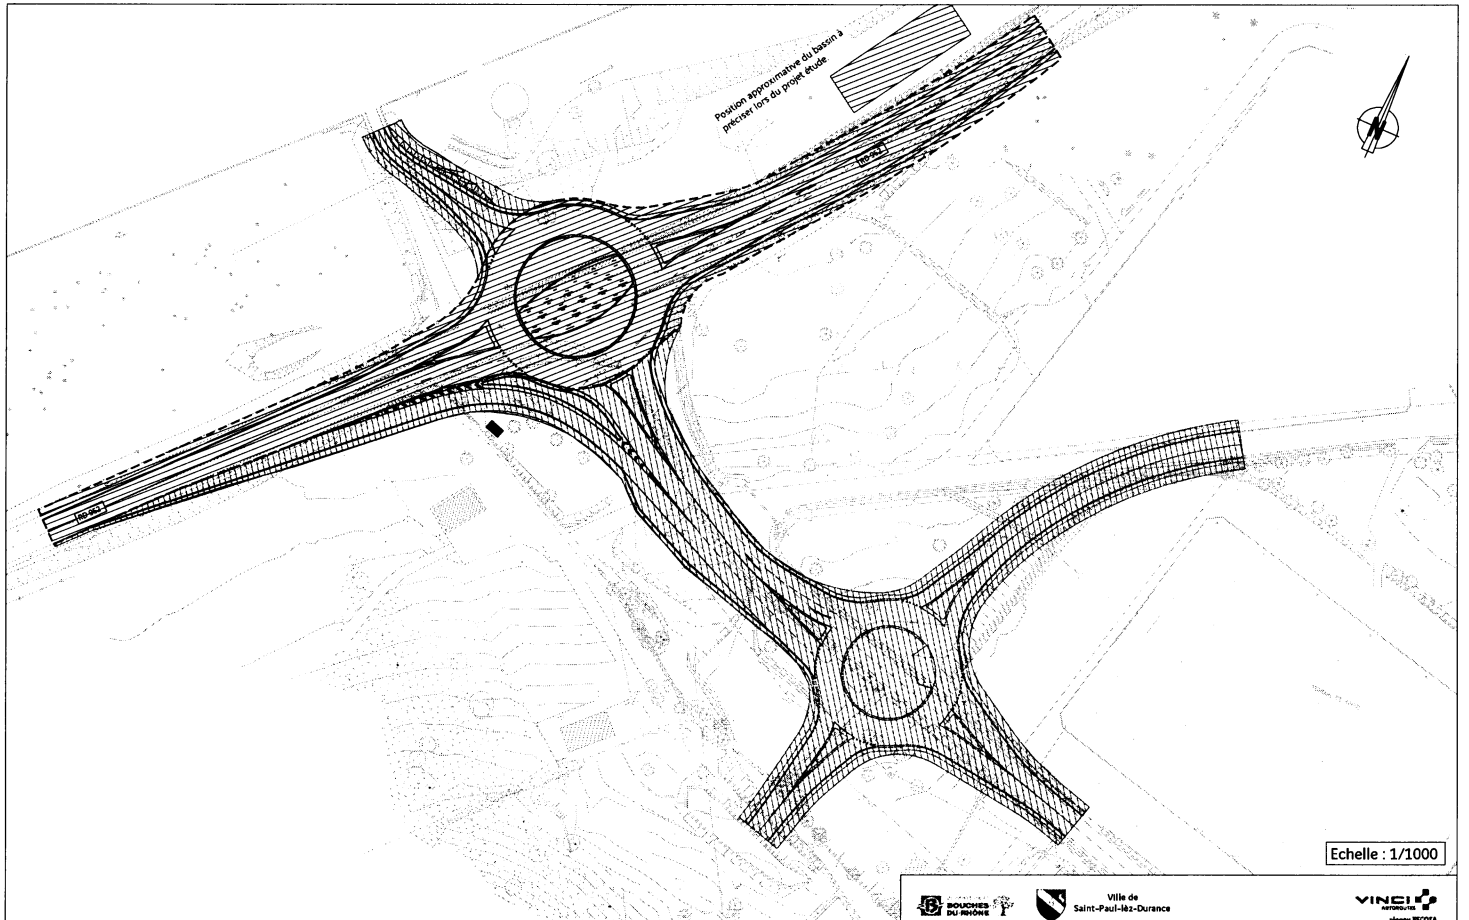 Position approximative du bassin à
préciser lors du projet étude
N
RD 952
RD 952
Echelle : 1/1000
BOUCHES
DU-RHÔNE
Ville de
Saint-Paul-lèz-Durance
VINCI
AUTOROUTES